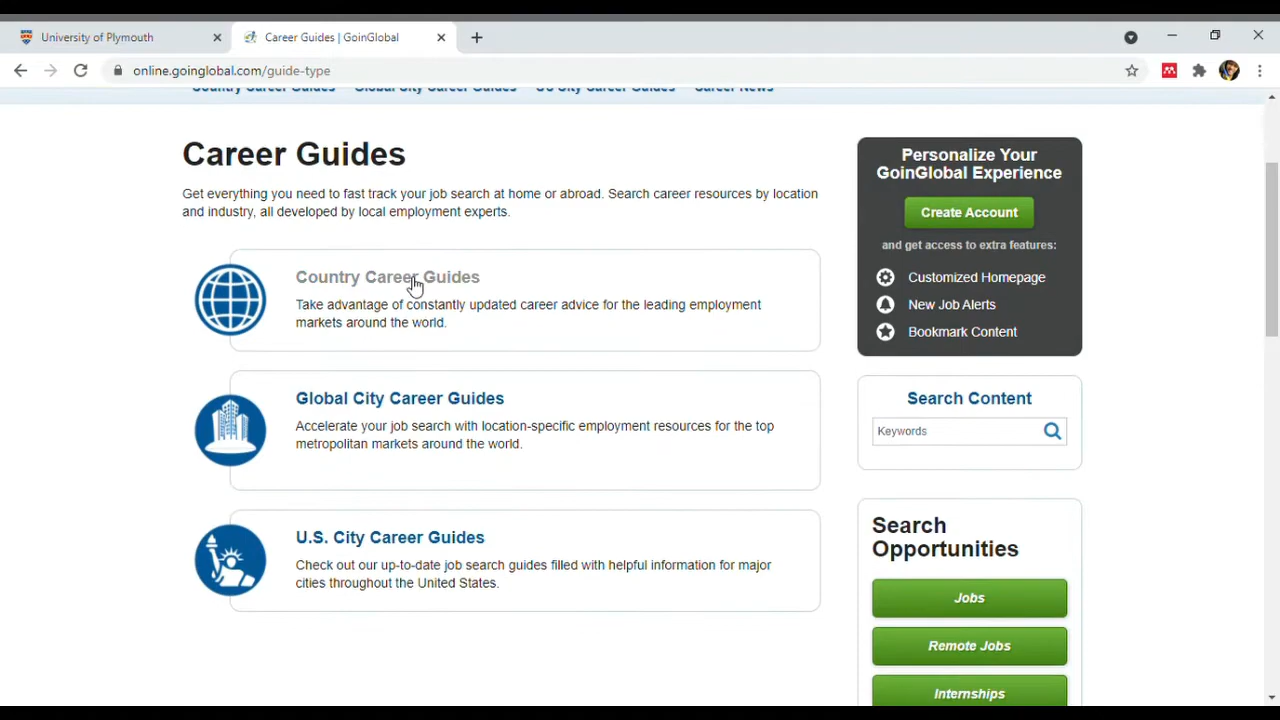 University of Plymouth
Career Guides | GoinGlobal
online.goinglobal.com/guide-type
Country Career Guides Global City Career Guides US City Career Guides Career News
Career Guides
Get everything you need to fast track your job search at home or abroad. Search career resources by location
and industry, all developed by local employment experts.
Country Career Guides
Take advantage of constantly updated career advice for the leading employment
markets around the world.
Global City Career Guides
Accelerate your job search with location-specific employment resources for the top
metropolitan markets around the world.
U.S. City Career Guides
Check out our up-to-date job search guides filled with helpful information for major
cities throughout the United States.
Personalize Your
GoinGlobal Experience
Create Account
and get access to extra features:
Customized Homepage
New Job Alerts
Bookmark Content
Search Content
Keywords
Search
Opportunities
Jobs
Remote Jobs
Internships